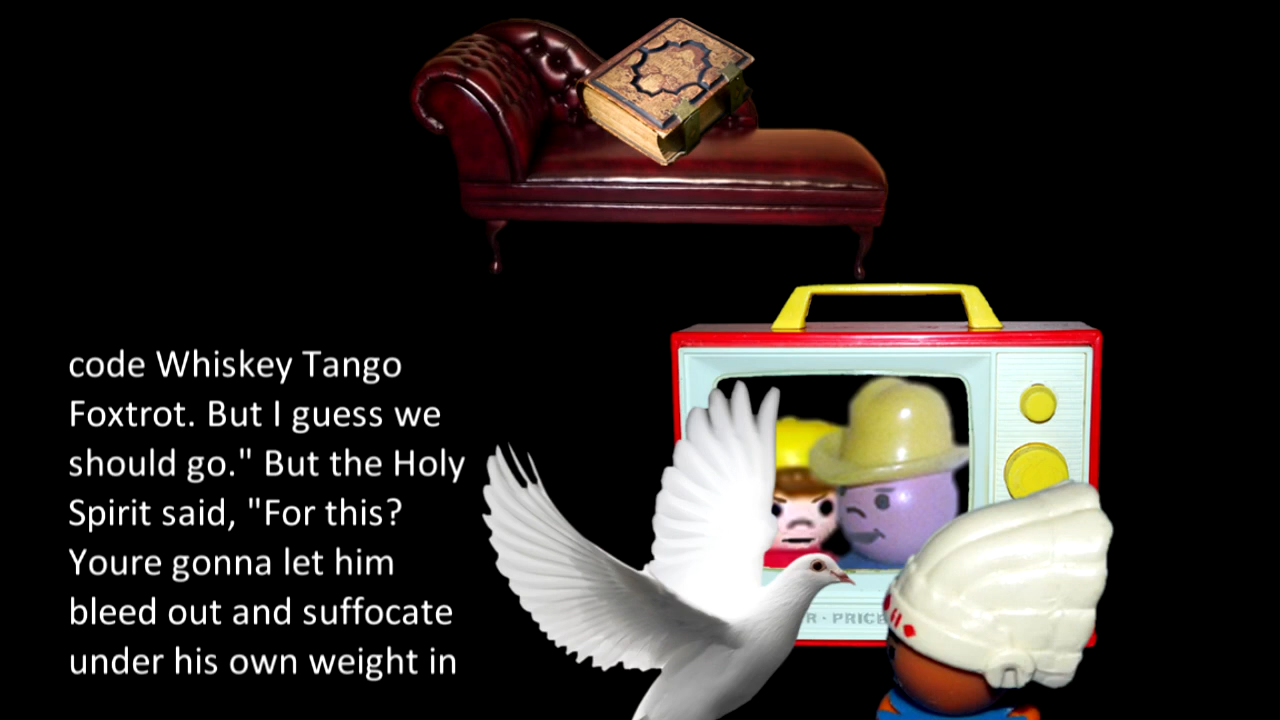 code Whiskey Tango
Foxtrot. But I guess we
should go." But the Holy
Spirit said, "For this?
Youre gonna let him
bleed out and suffocate
under his own weight in
R · PRICE